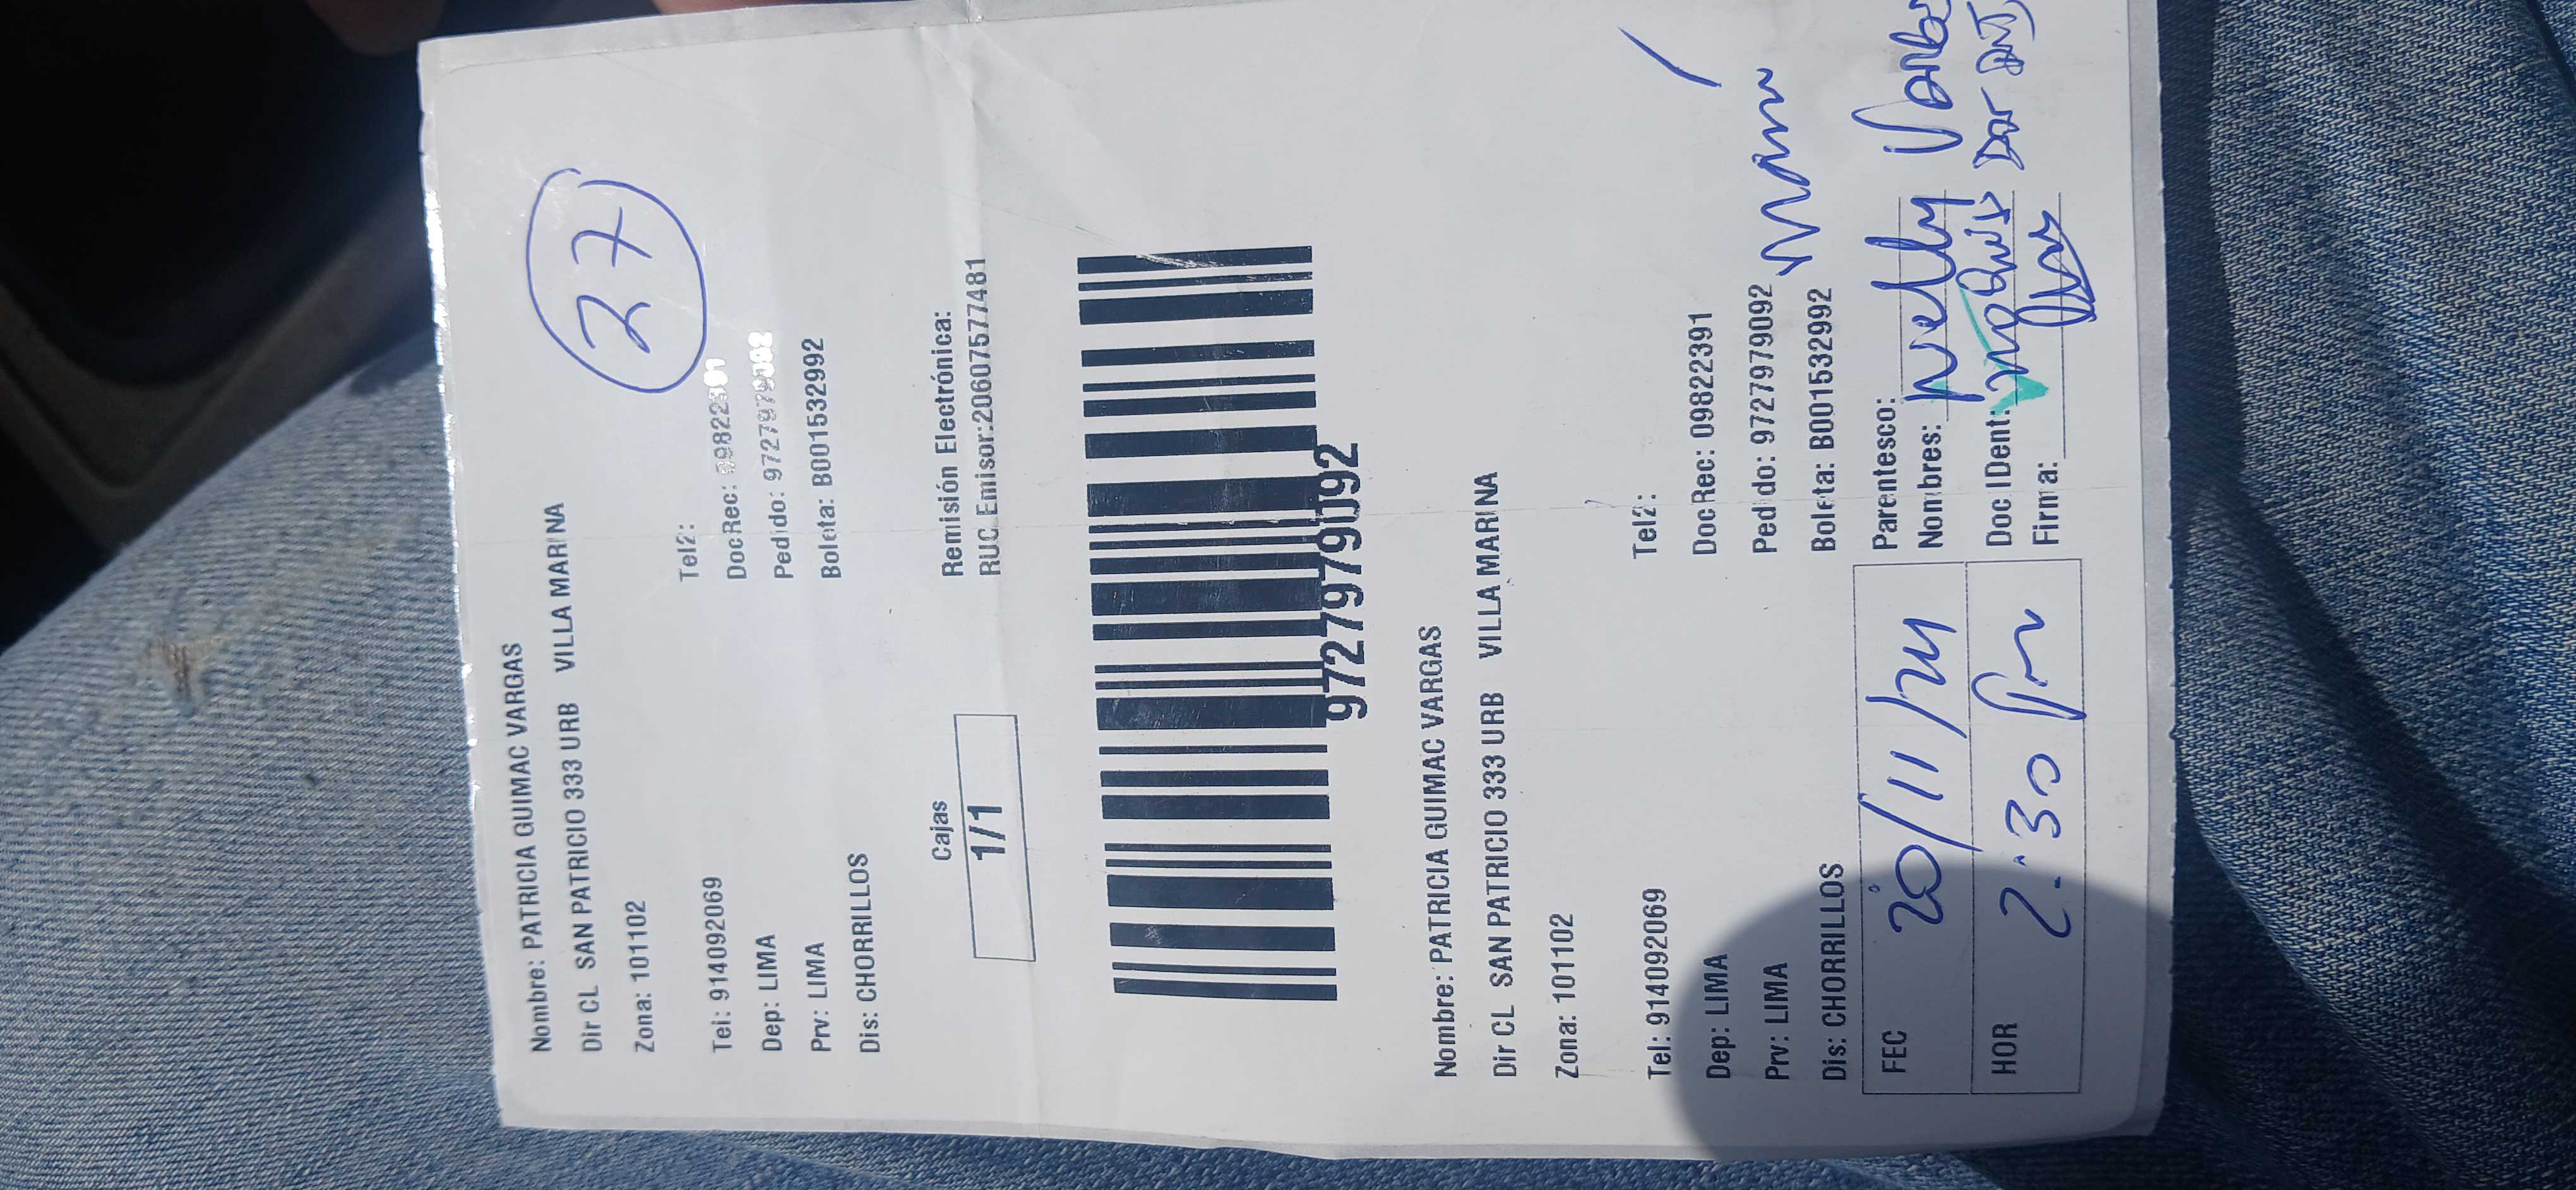 Nombre: PATRICIA GUIMAC VARGAS
Dir CL SAN PATRICIO 333 URB VILLA MARINA
Zona: 101102
27
Tel: 914092069 Tel2:
Dep: LIMA DocRec: 09822391
Prv: LIMA Pedido: 972797909​2
Dis: CHORRILLOS Boleta: B001532992
Cajas
1/1
Remisión Electrónica:
RUC Emisor:20607577481
9727979092
Nombre: PATRICIA GUIMAC VARGAS
Dir CL SAN PATRICIO 333 URB VILLA MARINA
Zona: 101102
Tel: 914092069 Tel2:
Dep: LIMA DocRec: 09822391
Prv: LIMA Pedido: 9727979092
Dis: CHORRILLOS Boleta: B001532992
Parentesco:
FEC 20/11/24 Nombres: Nelly
HOR 2:30 Pm Doc IDent:
Firma: